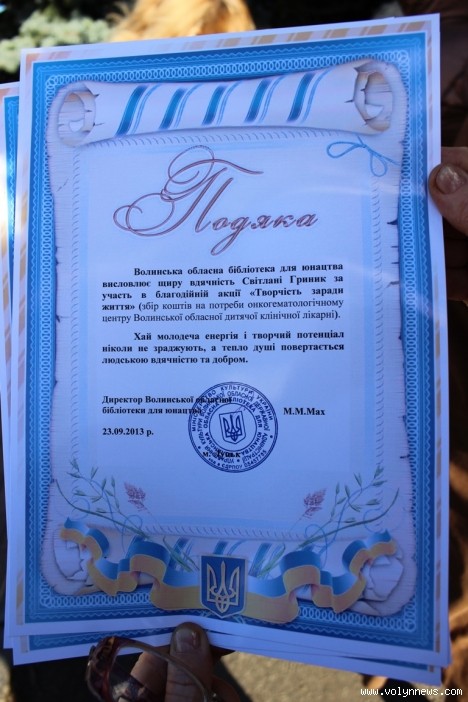 Подяка
Волинська обласна бібліотека для юнацтва
висловлює щиру вдячність Світлані Гриник за
участь в благодійній акції «Творчість заради
життя» (збір коштів на потреби онкогематологічному
центру Волинської обласної дитячої клінічної лікарні).
Хай молодеча енергія і творчий потенціал
ніколи не зраджують, а тепло душі повертається
людською вдячністю та добром.
Директор Волинської обласної
бібліотеки для юнацтва М.М.Мах
23.09.2013 р.
м. Луцьк
www.volynnews.com